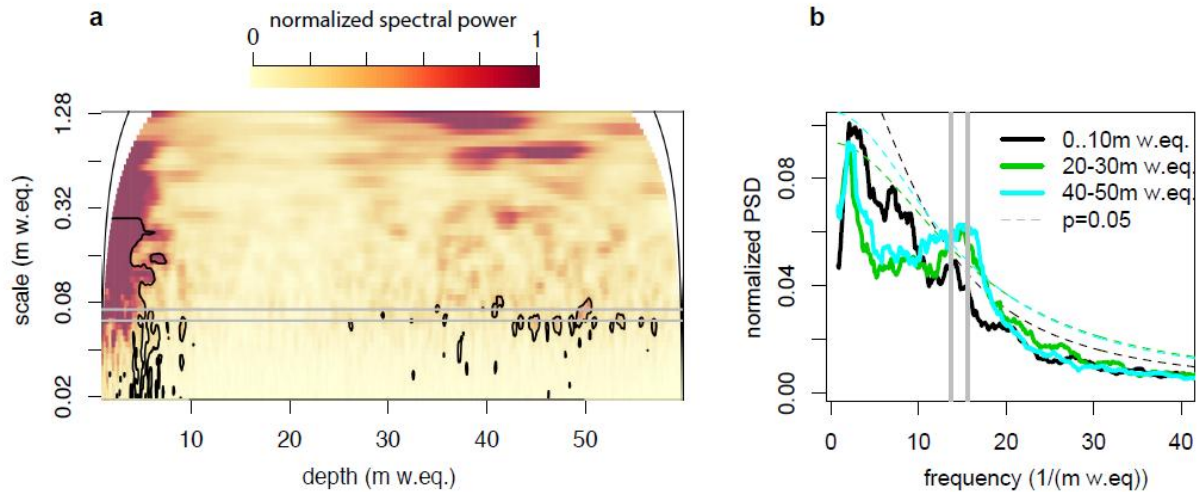 a
normalized spectral power
0 1
1.28
0.32
0.08
0.02
scale (m w.eq.)
10 20 30 40 50
depth (m w.eq.)
b
0..10m w.eq.
20-30m w.eq.
40-50m w.eq.
p=0.05
0.08
0.04
0.00
normalized PSD
0 10 20 30 40
frequency (1/(m w.eq))